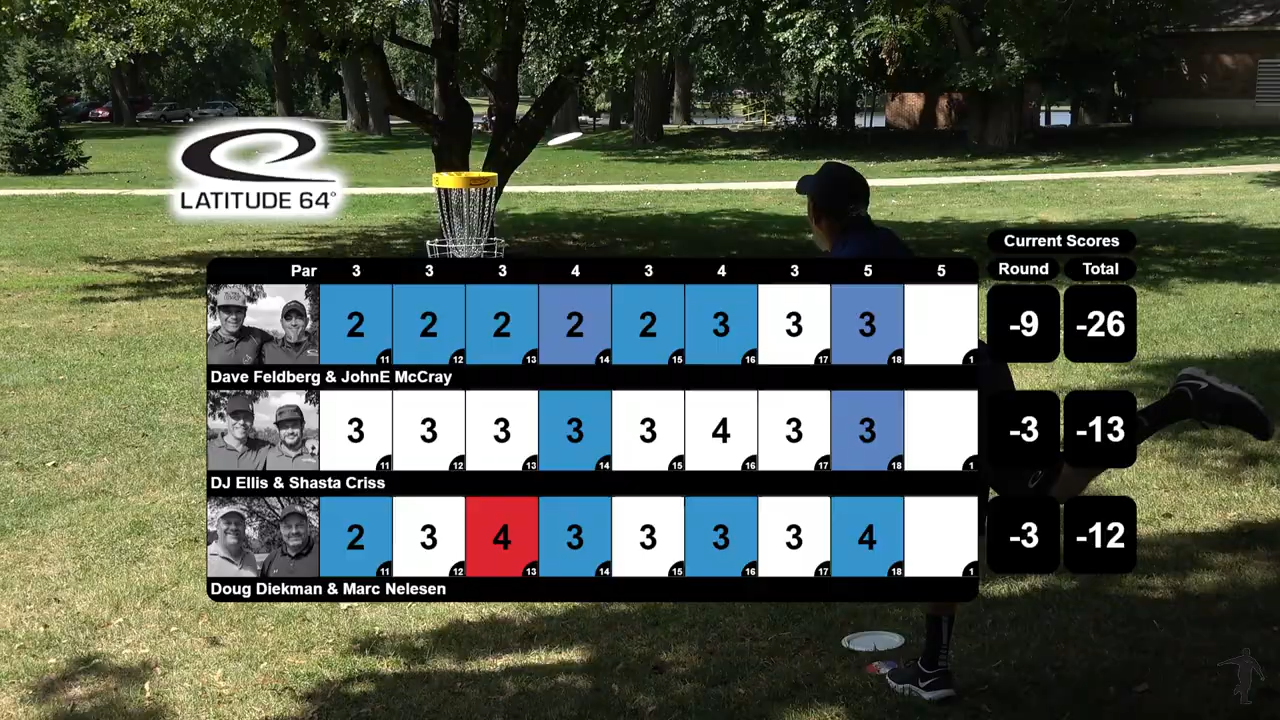 LATITUDE 64°
Current Scores
Par 3 3 3 4 3 4 3 5 5 Round Total
2 2 2 2 2 3 3 3 -9 -26
11 12 13 14 15 16 17 18 1
Dave Feldberg & JohnE McCray
3 3 3 3 3 4 3 3 -3 -13
11 12 13 14 15 16 17 18 1
DJ Ellis & Shasta Criss
2 3 4 3 3 3 3 4 -3 -12
11 12 13 14 15 16 17 18 1
Doug Diekman & Marc Nelesen